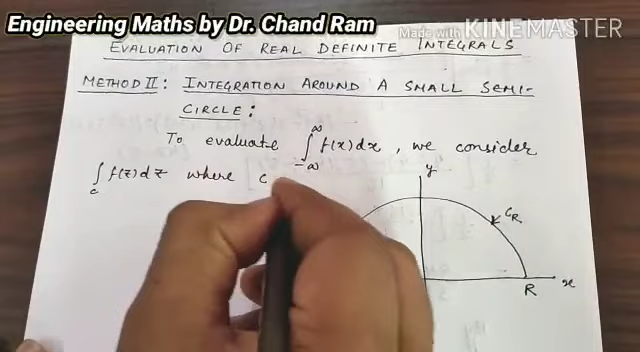 Engineering Maths by Dr. Chand Ram
Made with KINEMASTER
EVALUATION OF REAL DEFINITE INTEGRALS
METHOD II: INTEGRATION AROUND A SMALL SEMI-
CIRCLE:
To evaluate ∫_{-∞}^{∞} f(x)dx, we consider
∫_c f(z)dz where c
y
C_R
R
x